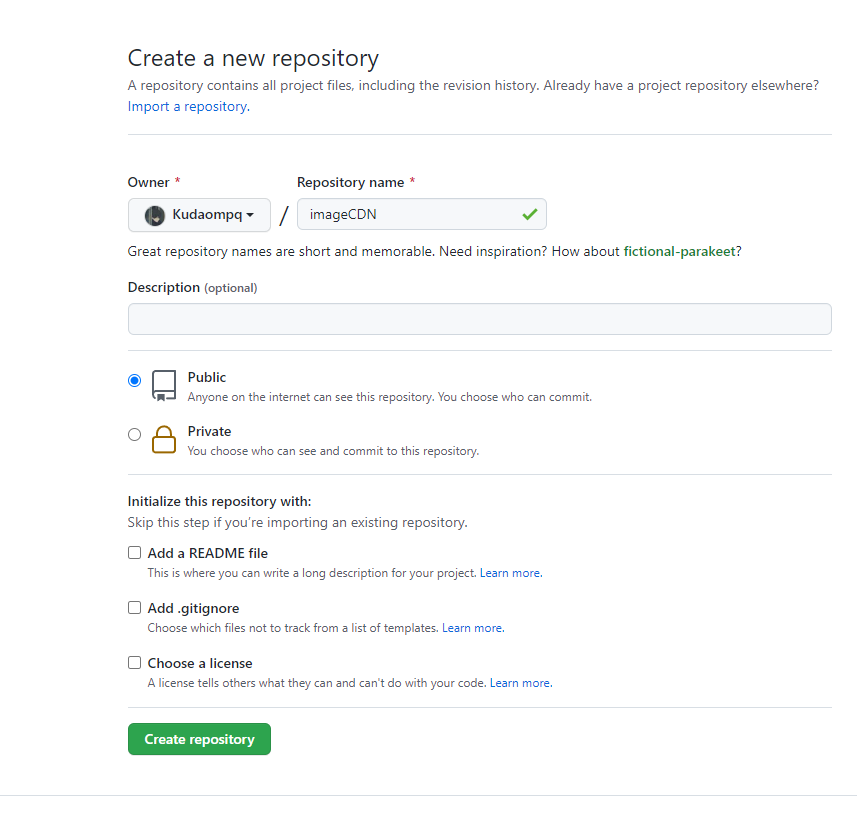 Create a new repository
A repository contains all project files, including the revision history. Already have a project repository elsewhere?
Import a repository.
Owner * Repository name *
Kudaompq / imageCDN
Great repository names are short and memorable. Need inspiration? How about fictional-parakeet?
Description (optional)
Public
Anyone on the internet can see this repository. You choose who can commit.
Private
You choose who can see and commit to this repository.
Initialize this repository with:
Skip this step if you're importing an existing repository.
Add a README file
This is where you can write a long description for your project. Learn more.
Add .gitignore
Choose which files not to track from a list of templates. Learn more.
Choose a license
A license tells others what they can and can't do with your code. Learn more.
Create repository